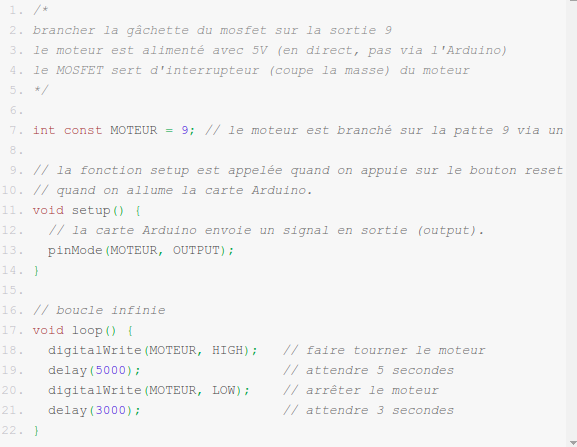 1. /*
2. brancher la gâchette du mosfet sur la sortie 9
3. le moteur est alimenté avec 5V (en direct, pas via l'Arduino)
4. le MOSFET sert d'interrupteur (coupe la masse) du moteur
5. */
6.
7. int const MOTEUR = 9; // le moteur est branché sur la patte 9 via un
8.
9. // la fonction setup est appelée quand on appuie sur le bouton reset
10. // quand on allume la carte Arduino.
11. void setup() {
12.   // la carte Arduino envoie un signal en sortie (output).
13.   pinMode(MOTEUR, OUTPUT);
14. }
15.
16. // boucle infinie
17. void loop() {
18.   digitalWrite(MOTEUR, HIGH);   // faire tourner le moteur
19.   delay(5000);                  // attendre 5 secondes
20.   digitalWrite(MOTEUR, LOW);    // arrêter le moteur
21.   delay(3000);                  // attendre 3 secondes
22. }